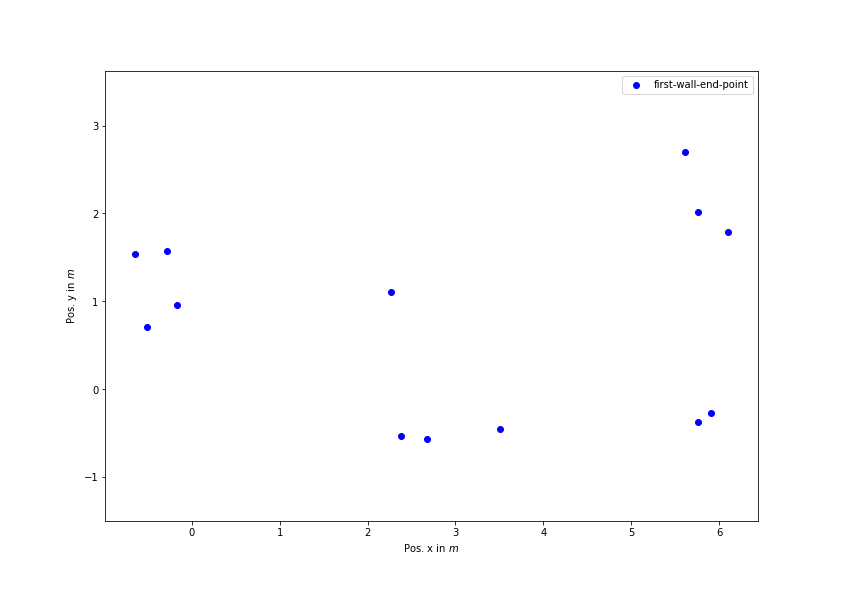 first-wall-end-point
3
2
1
0
−1
Pos. y in m
0 1 2 3 4 5 6
Pos. x in m